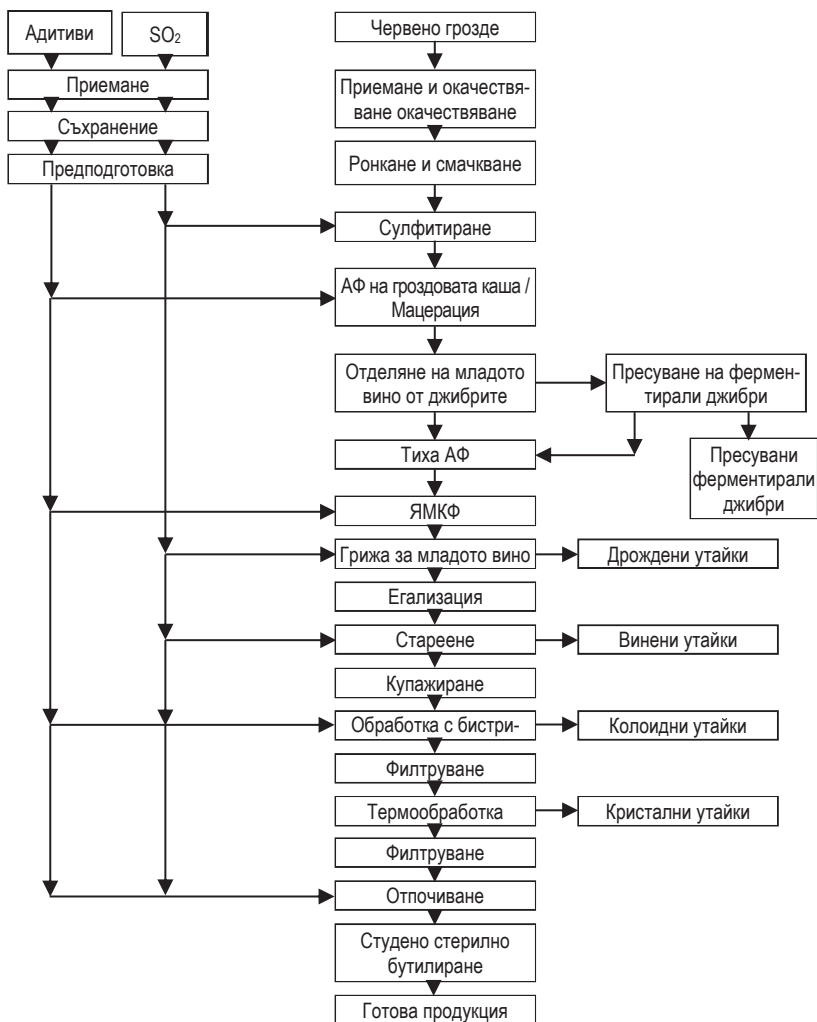 Адитиви
SO₂
Приемане
Съхранение
Предподготовка
Червено грозде
Приемане и окачествя-
ване окачествяване
Ронкане и смачкване
Сулфитиране
АФ на гроздовата каша /
Мацерация
Отделяне на младото
вино от джибрите
Пресуване на фермен-
тирали джибри
Тиха АФ
Пресувани
ферментирали
джибри
ЯМКФ
Грижа за младото вино
Дрождени утайки
Егализация
Стареене
Винени утайки
Купажиране
Обработка с бистри-
Колоидни утайки
Филтруване
Термообработка
Кристални утайки
Филтруване
Отпочиване
Студено стерилно
бутилиране
Готова продукция